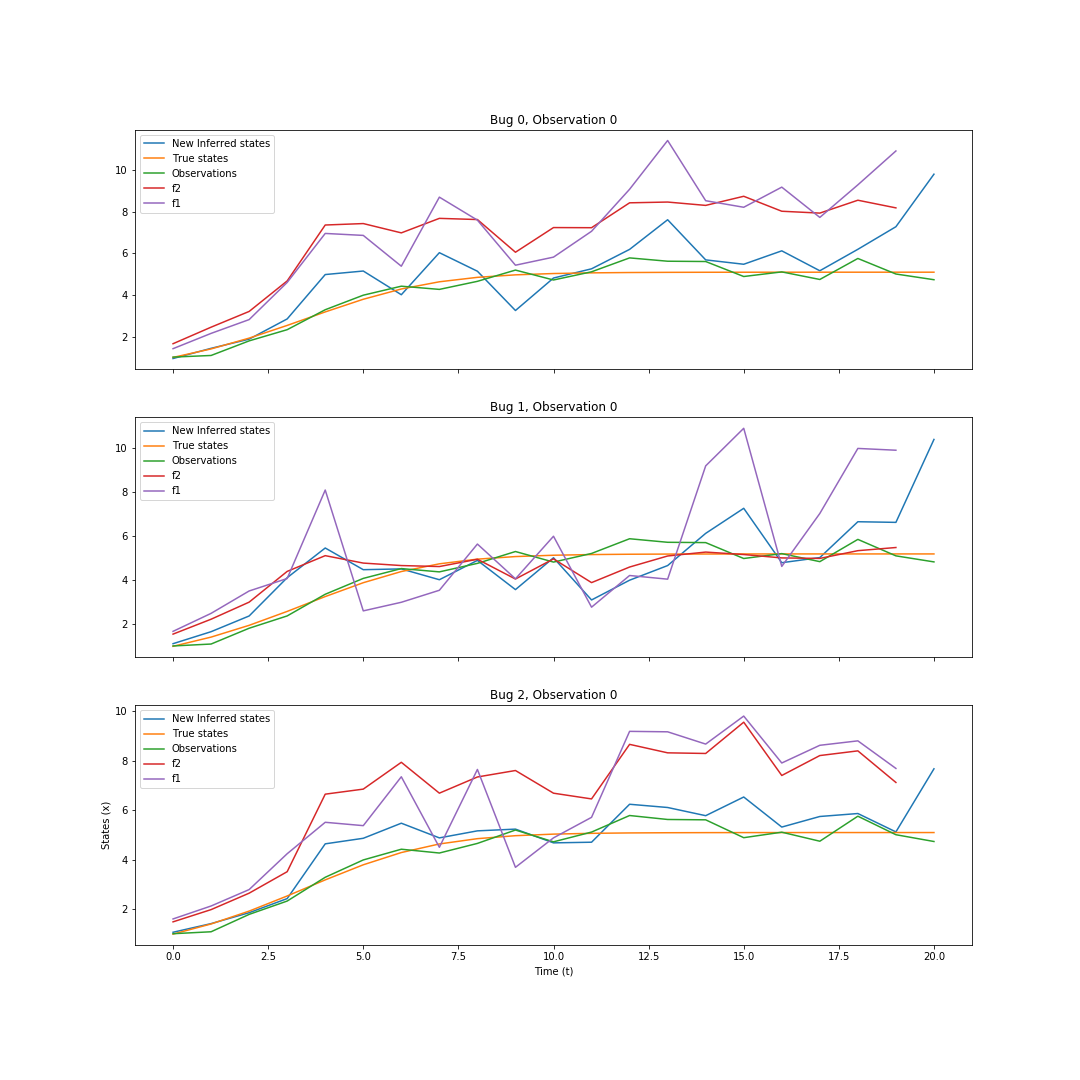 Bug 0, Observation 0
New Inferred states
True states
Observations
f2
f1
10
8
6
4
2
Bug 1, Observation 0
New Inferred states
True states
Observations
f2
f1
10
8
6
4
2
Bug 2, Observation 0
New Inferred states
True states
Observations
f2
f1
10
8
6
4
2
States (x)
0.0 2.5 5.0 7.5 10.0 12.5 15.0 17.5 20.0
Time (t)